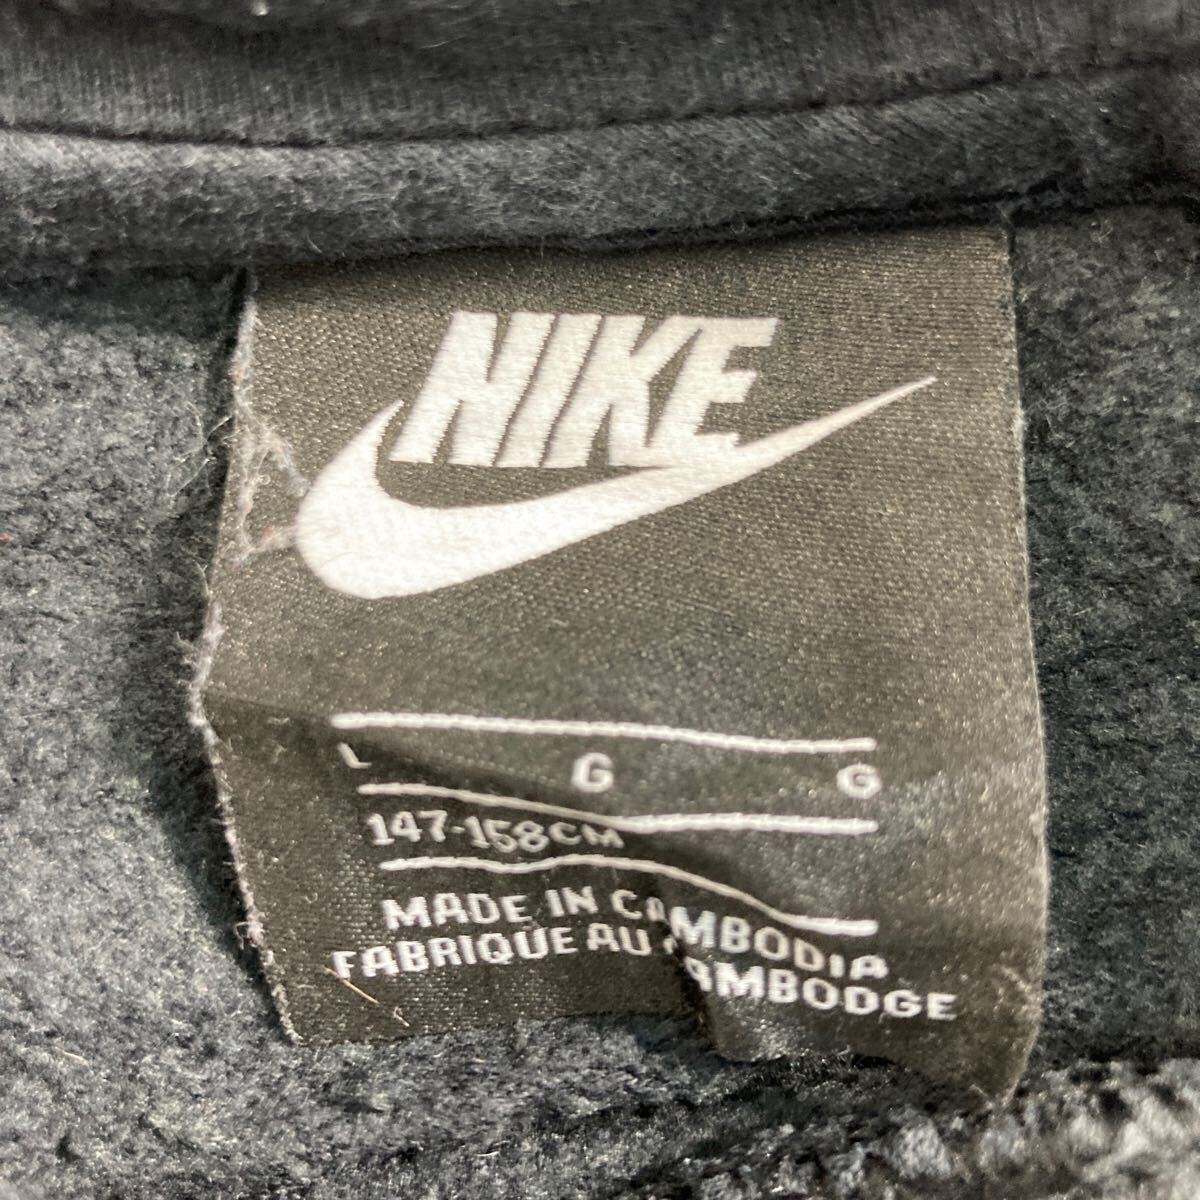 NIKE
L G G
147-158CM
MADE IN CAMBODIA
FABRIQUE AU CAMBODGE